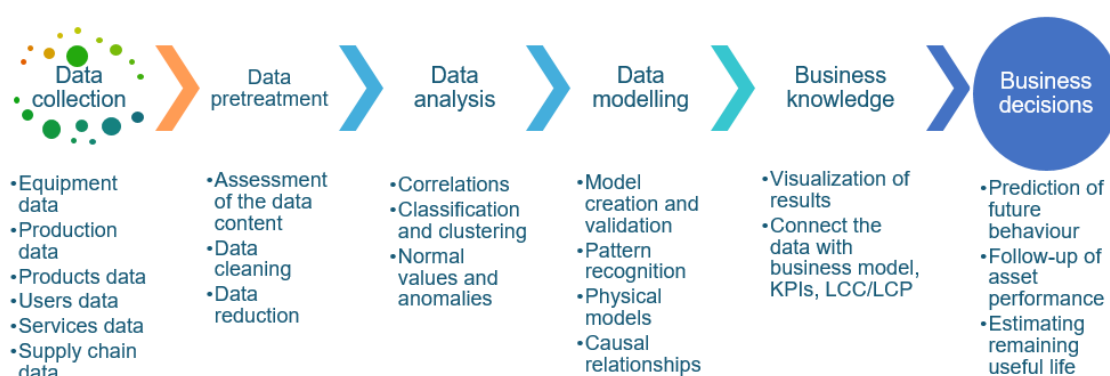 Data
collection
Data
pretreatment
Data
analysis
Data
modelling
Business
knowledge
Business
decisions
•Equipment
data
•Production
data
•Products data
•Users data
•Services data
•Supply chain
data
•Assessment
of the data
content
•Data
cleaning
•Data
reduction
•Correlations
•Classification
and clustering
•Normal
values and
anomalies
•Model
creation and
validation
•Pattern
recognition
•Physical
models
•Causal
relationships
•Visualization of
results
•Connect the
data with
business model,
KPIs, LCC/LCP
•Prediction of
future
behaviour
•Follow-up of
asset
performance
•Estimating
remaining
useful life